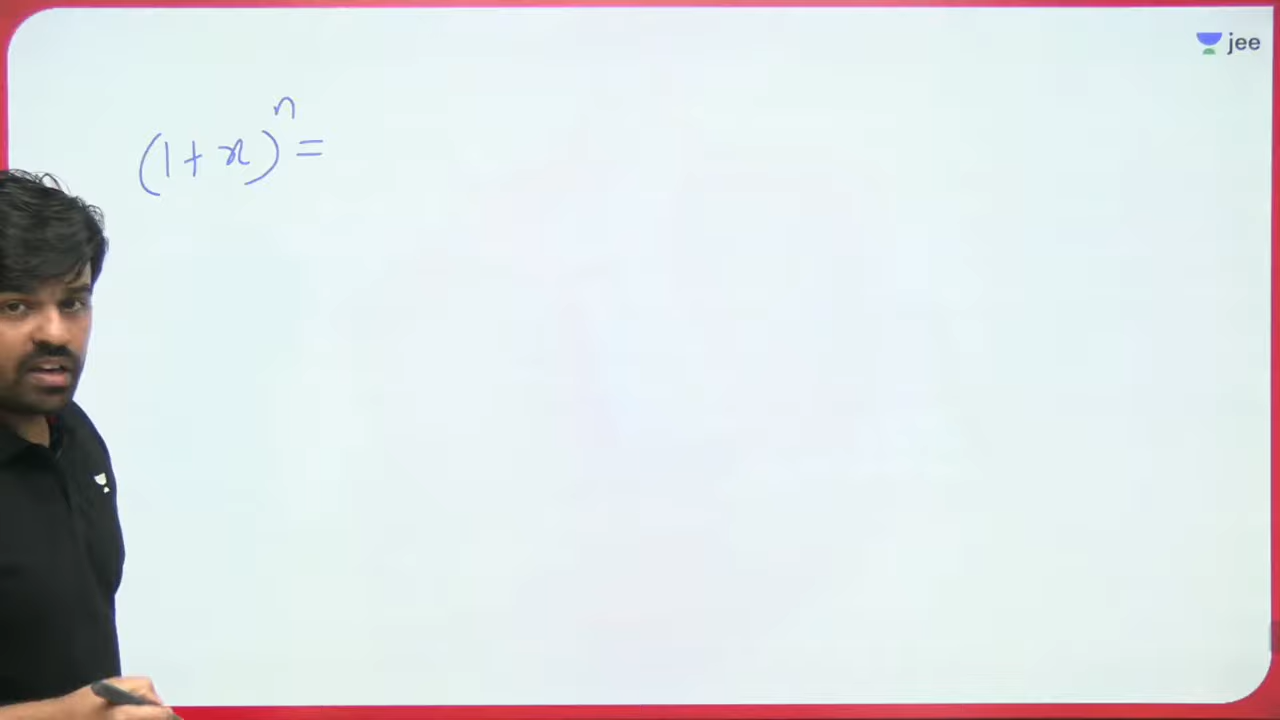 jee
(1+x)^n =